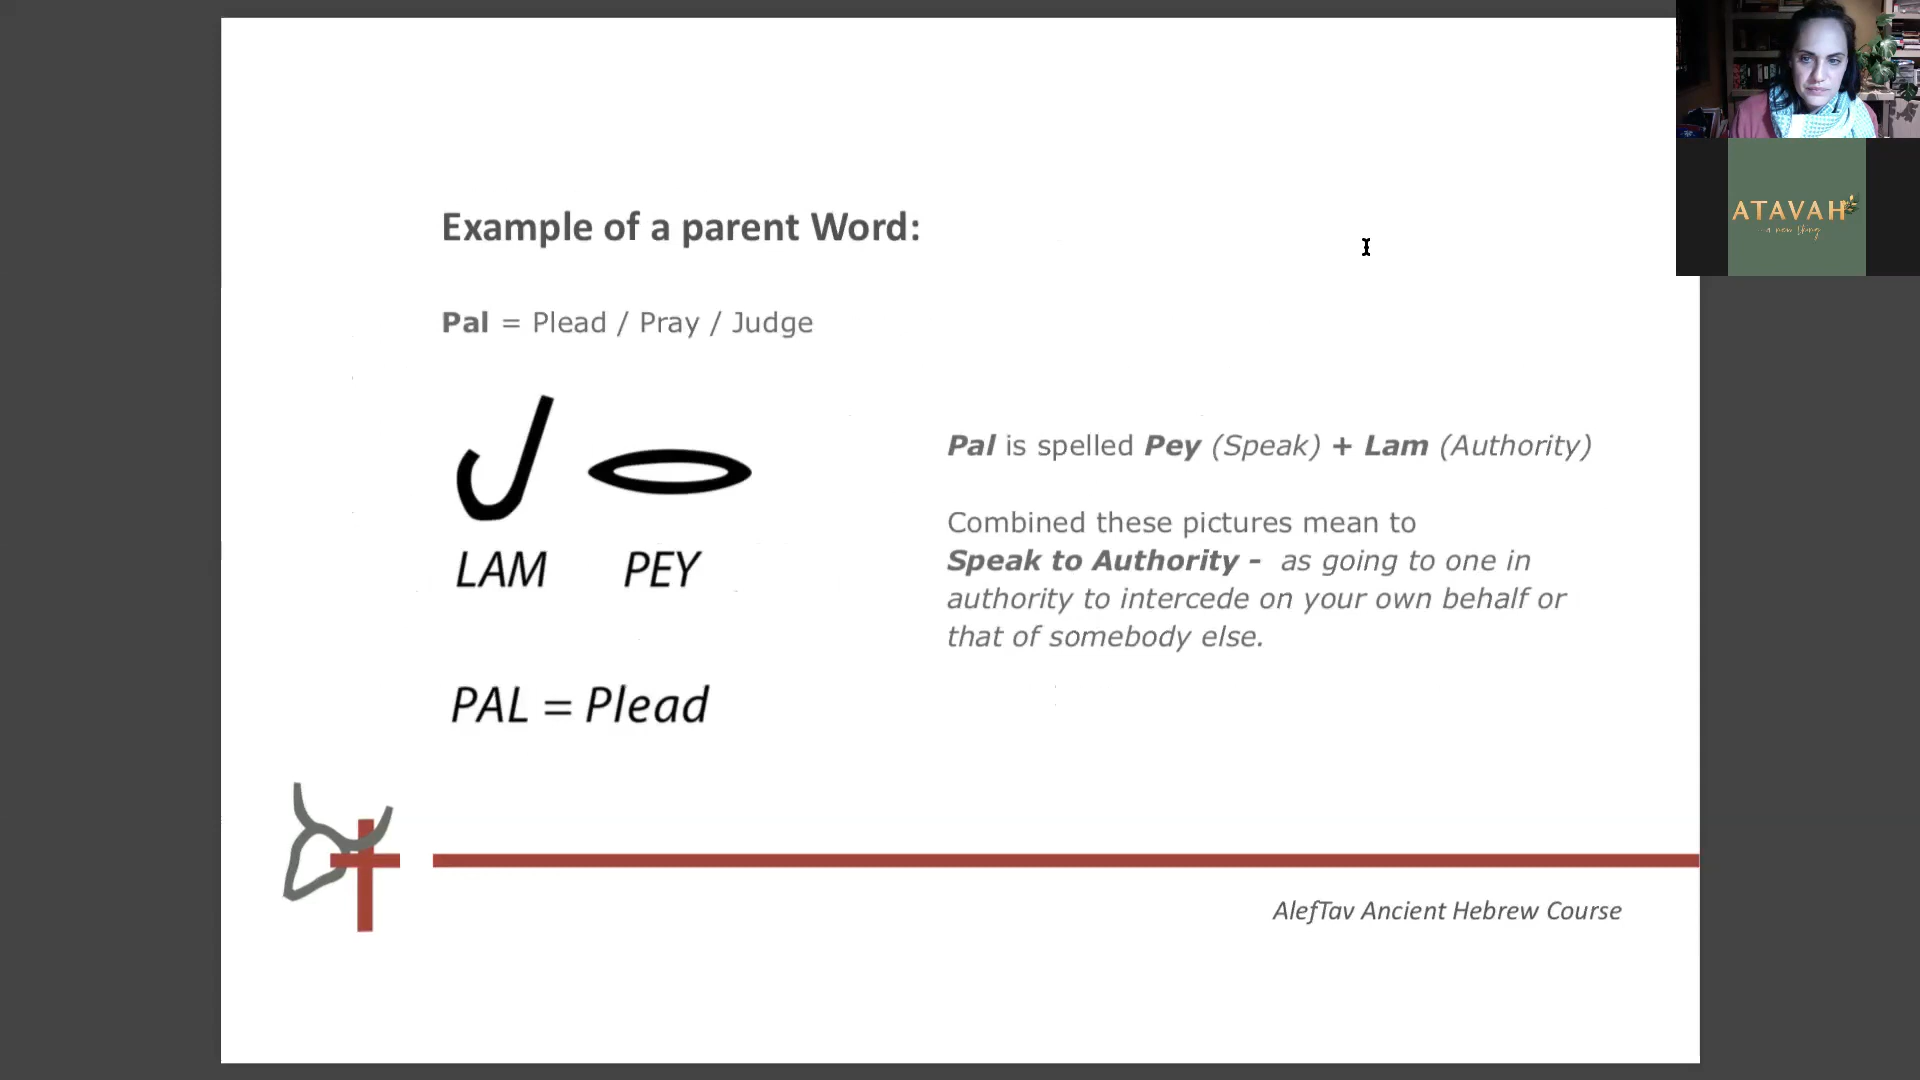 Example of a parent Word:
Pal = Plead / Pray / Judge
LAM PEY
PAL = Plead
Pal is spelled Pey (Speak) + Lam (Authority)
Combined these pictures mean to
Speak to Authority - as going to one in
authority to intercede on your own behalf or
that of somebody else.
AlefTav Ancient Hebrew Course
ATAVAH
a new thing